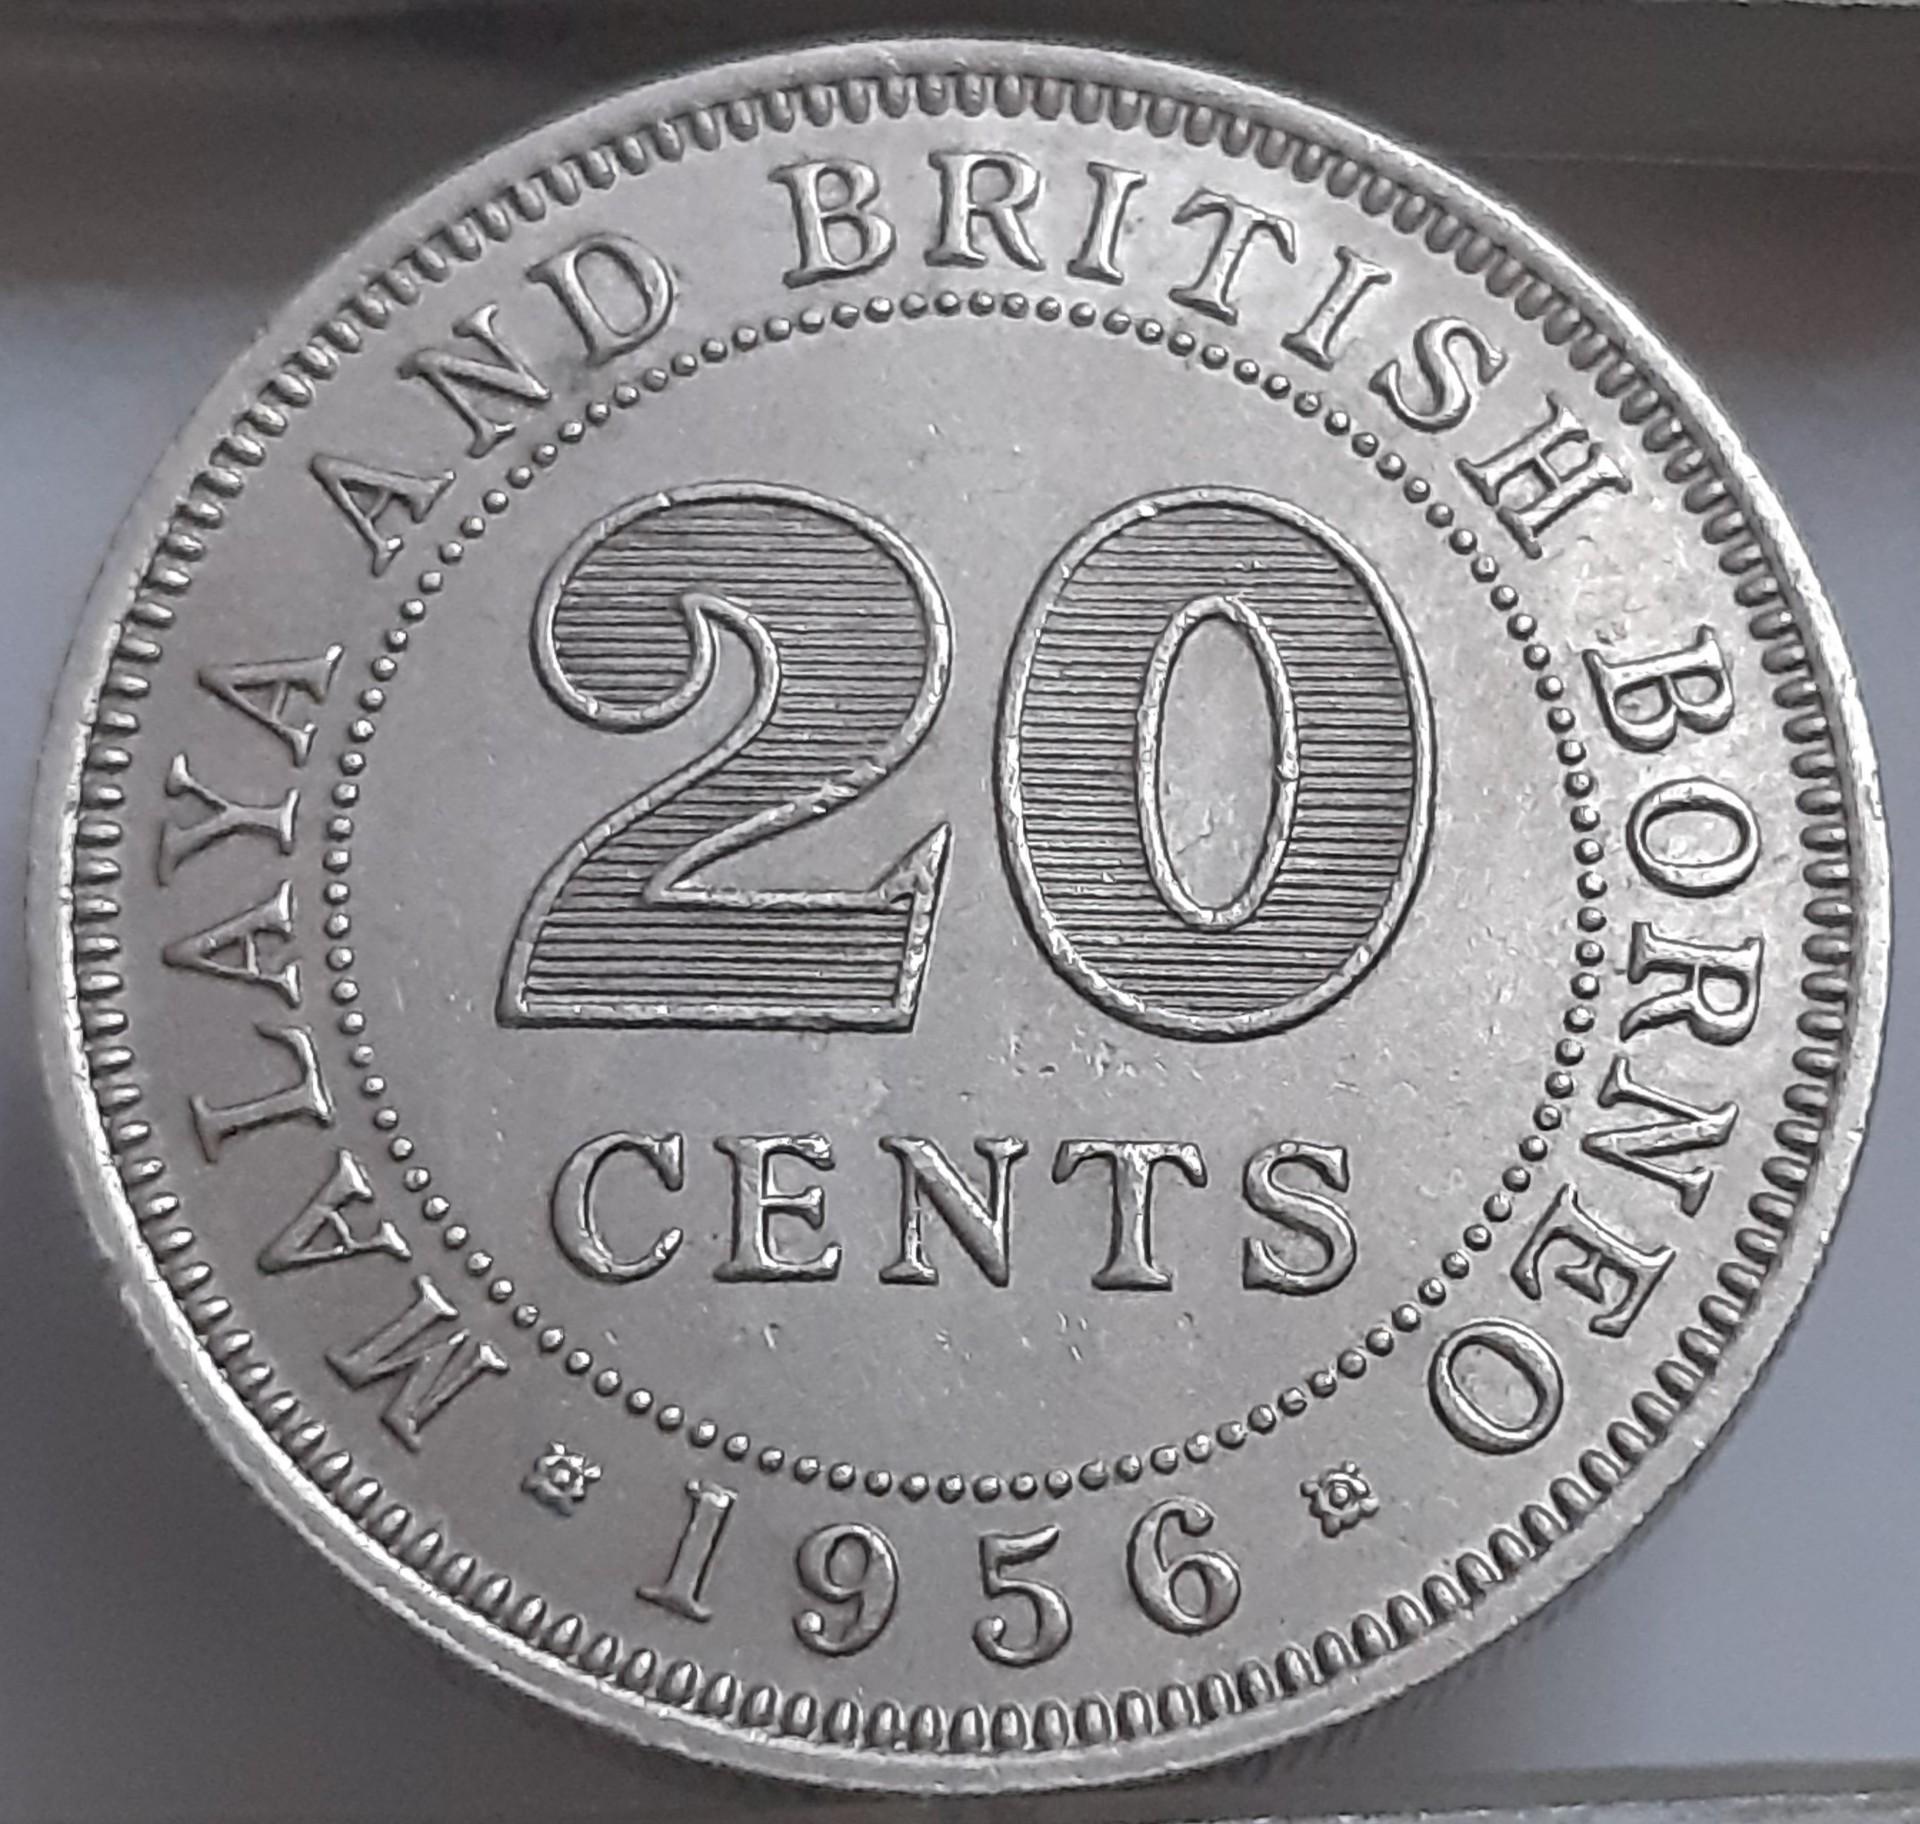 MALAYA AND BRITISH BORNEO
20
CENTS
1956